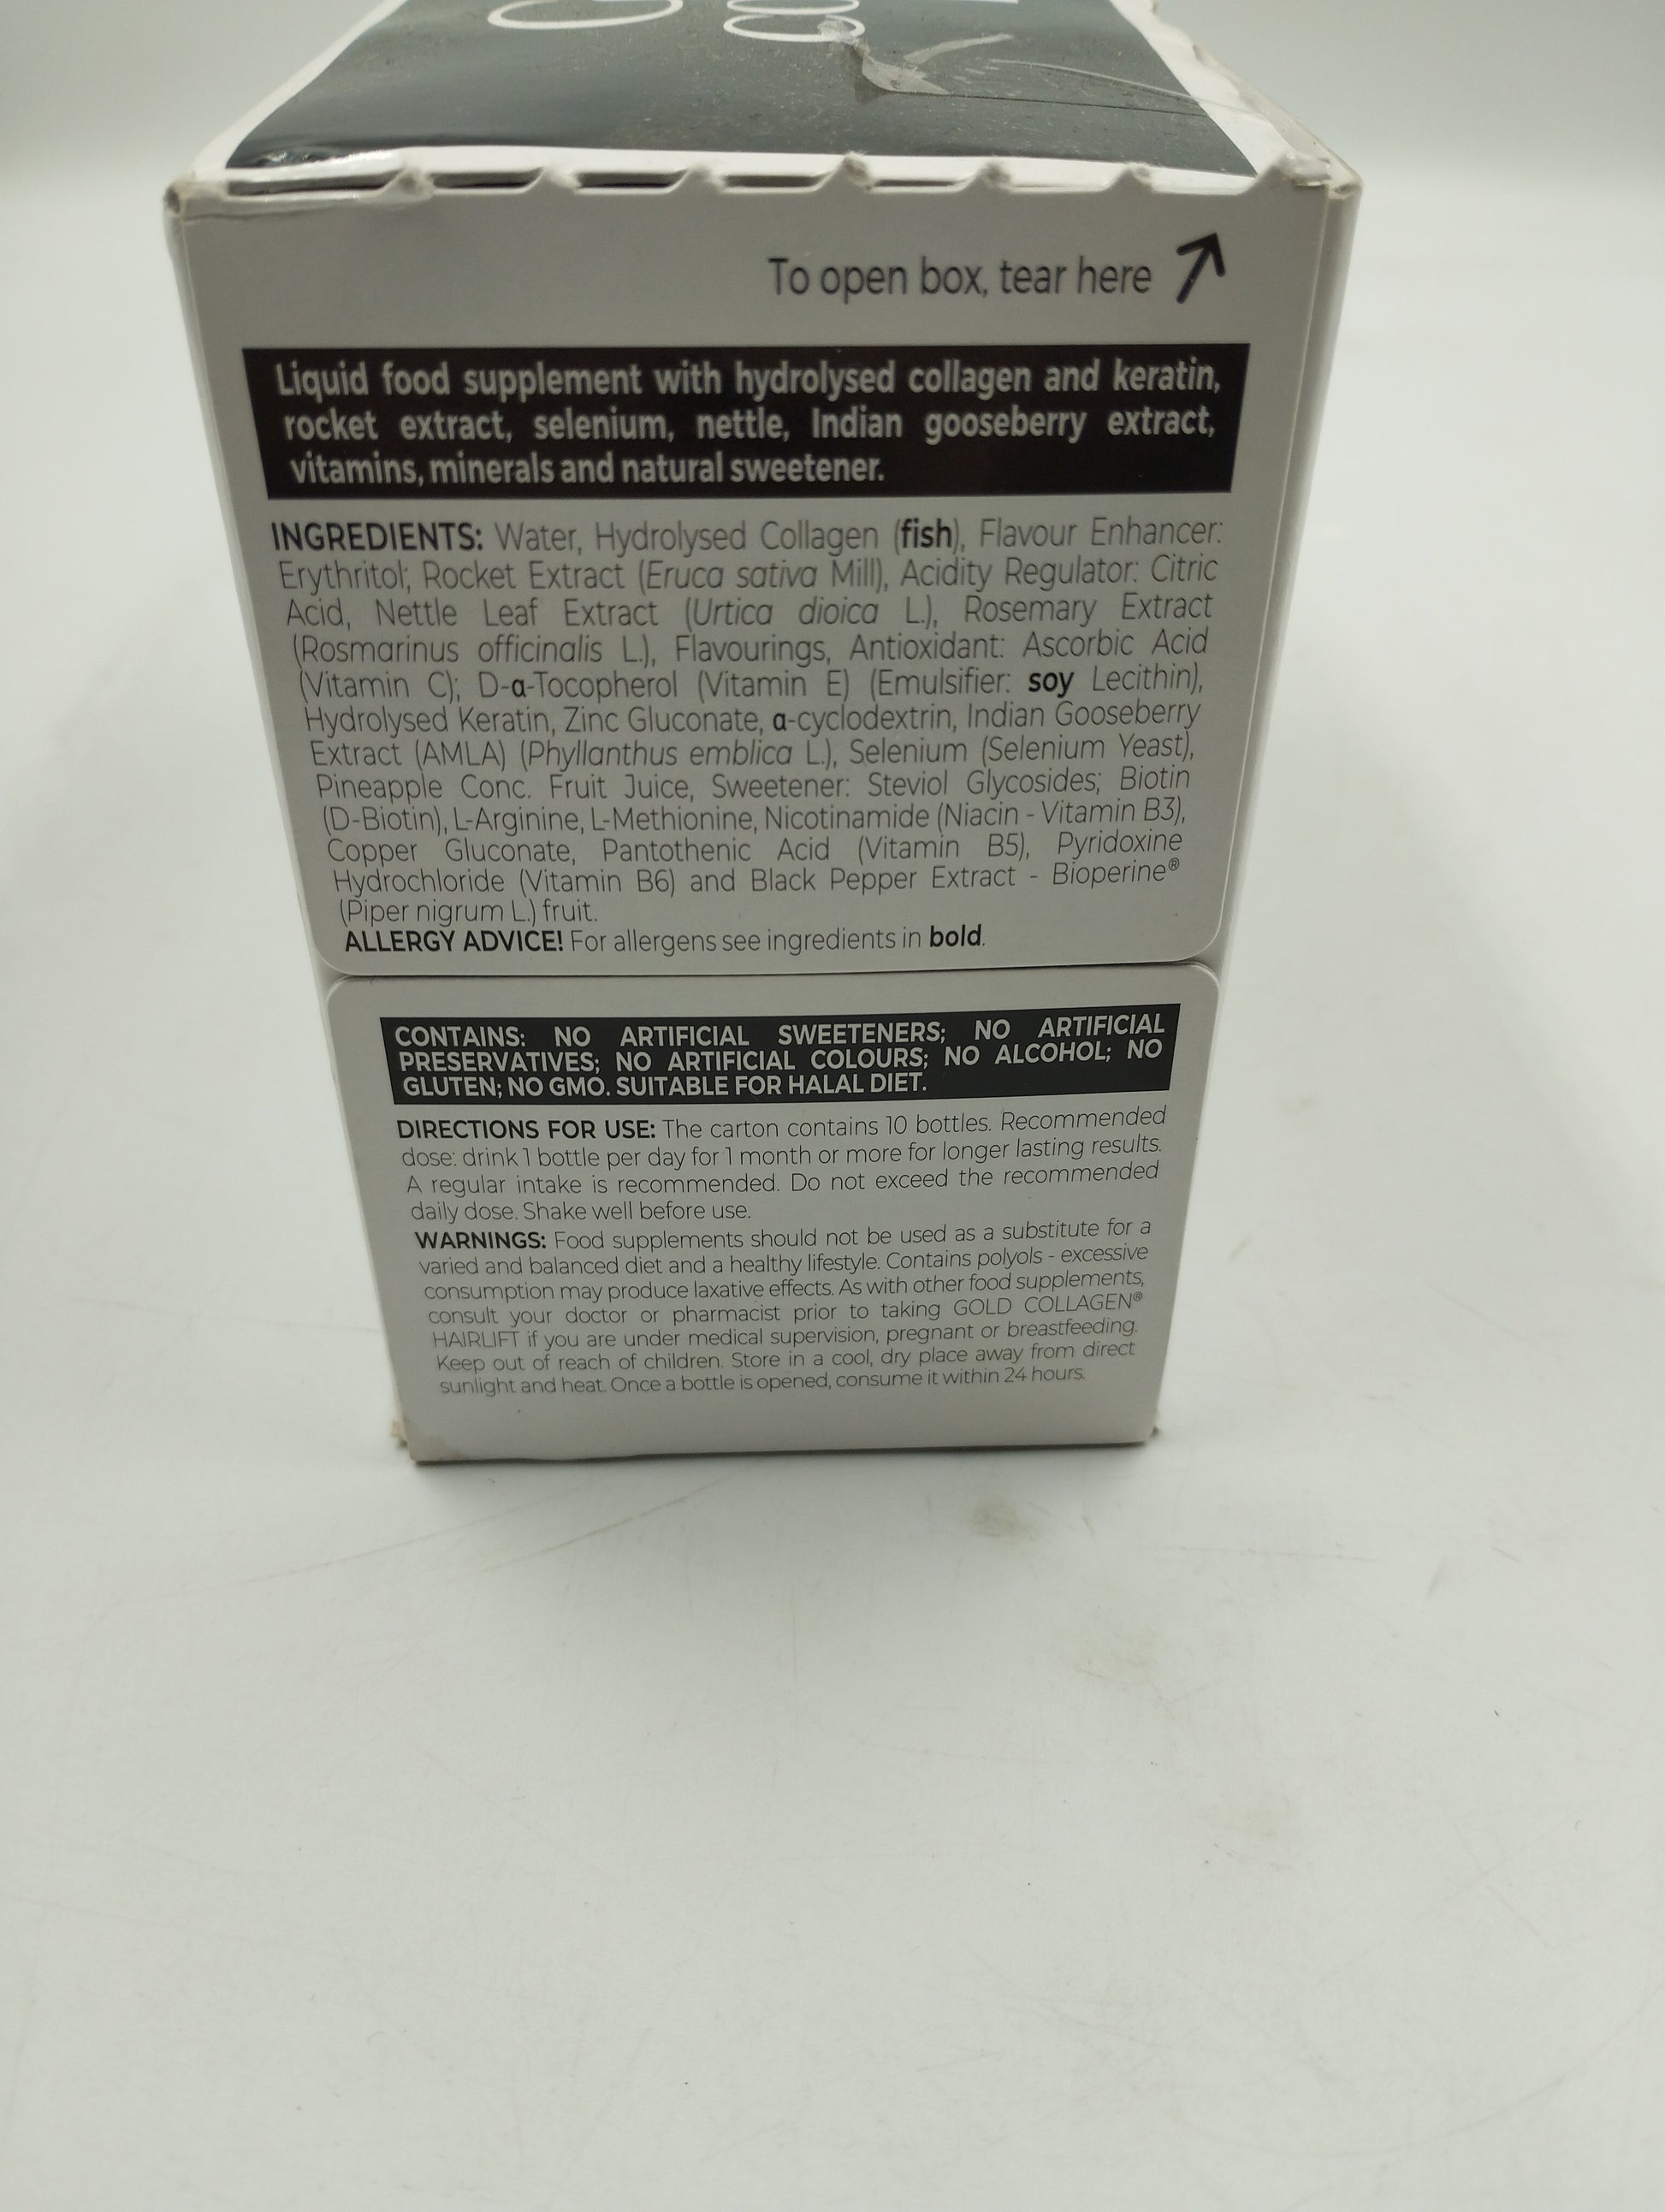 To open box, tear here
Liquid food supplement with hydrolysed collagen and keratin,
rocket extract, selenium, nettle, Indian gooseberry extract,
vitamins, minerals and natural sweetener.
INGREDIENTS: Water, Hydrolysed Collagen (fish), Flavour Enhancer:
Erythritol; Rocket Extract (Eruca sativa Mill), Acidity Regulator: Citric
Acid, Nettle Leaf Extract (Urtica dioica L.), Rosemary Extract
(Rosmarinus officinalis L.), Flavourings, Antioxidant: Ascorbic Acid
(Vitamin C); D-α-Tocopherol (Vitamin E) (Emulsifier: soy Lecithin),
Hydrolysed Keratin, Zinc Gluconate, α-cyclodextrin, Indian Gooseberry
Extract (AMLA) (Phyllanthus emblica L.), Selenium (Selenium Yeast),
Pineapple Conc. Fruit Juice, Sweetener: Steviol Glycosides; Biotin
(D-Biotin), L-Arginine, L-Methionine, Nicotinamide (Niacin - Vitamin B3),
Copper Gluconate, Pantothenic Acid (Vitamin B5), Pyridoxine
Hydrochloride (Vitamin B6) and Black Pepper Extract - Bioperine®
(Piper nigrum L.) fruit.
ALLERGY ADVICE! For allergens see ingredients in bold.
CONTAINS: NO ARTIFICIAL SWEETENERS; NO ARTIFICIAL
PRESERVATIVES; NO ARTIFICIAL COLOURS; NO ALCOHOL; NO
GLUTEN; NO GMO. SUITABLE FOR HALAL DIET.
DIRECTIONS FOR USE: The carton contains 10 bottles. Recommended
dose: drink 1 bottle per day for 1 month or more for longer lasting results.
A regular intake is recommended. Do not exceed the recommended
daily dose. Shake well before use.
WARNINGS: Food supplements should not be used as a substitute for a
varied and balanced diet and a healthy lifestyle. Contains polyols - excessive
consumption may produce laxative effects. As with other food supplements,
consult your doctor or pharmacist prior to taking GOLD COLLAGEN®
HAIRLIFT if you are under medical supervision, pregnant or breastfeeding.
Keep out of reach of children. Store in a cool, dry place away from direct
sunlight and heat. Once a bottle is opened, consume it within 24 hours.